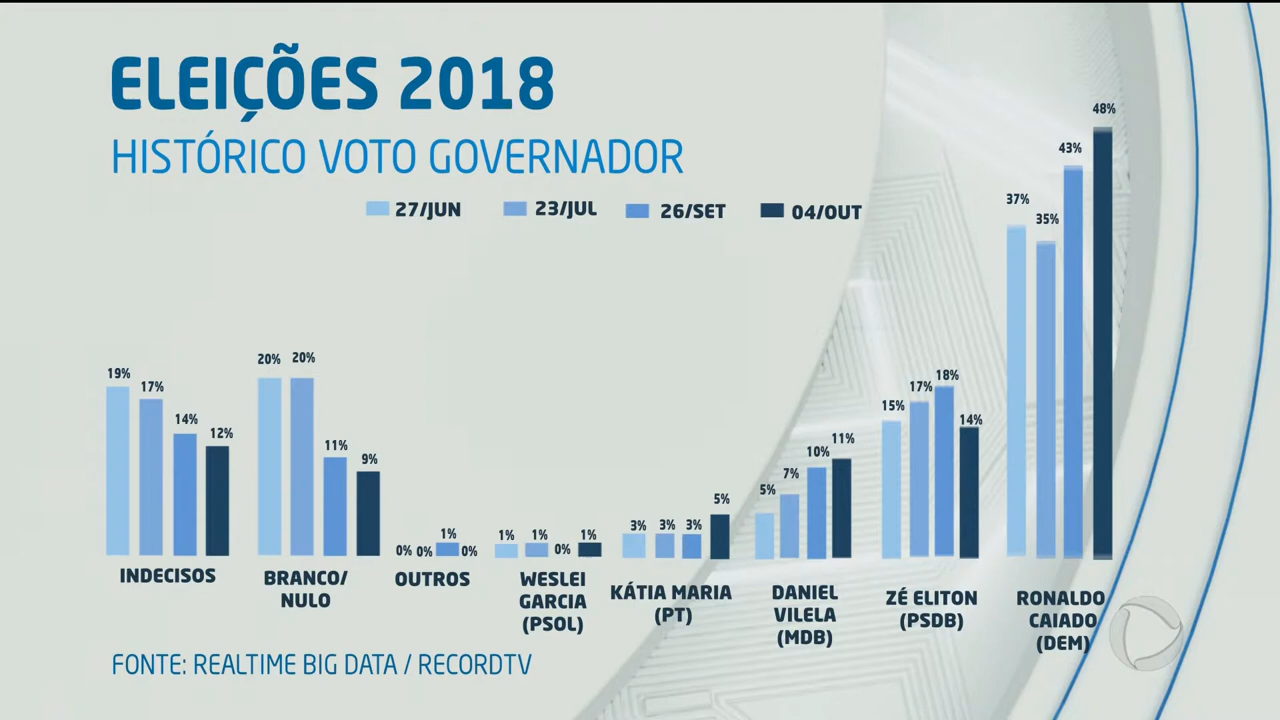 ELEIÇÕES 2018
HISTÓRICO VOTO GOVERNADOR
27/JUN 23/JUL 26/SET 04/OUT
19% 17% 14% 12%
20% 20% 11% 9%
0% 0% 1% 0%
1% 1% 0% 1%
3% 3% 3% 5%
5% 7% 10% 11%
15% 17% 18% 14%
37% 35% 43% 48%
INDECISOS
BRANCO/
NULO
OUTROS
WESLEI
GARCIA
(PSOL)
KÁTIA MARIA
(PT)
DANIEL
VILELA
(MDB)
ZÉ ELITON
(PSDB)
RONALDO
CAIADO
(DEM)
FONTE: REALTIME BIG DATA / RECORDTV